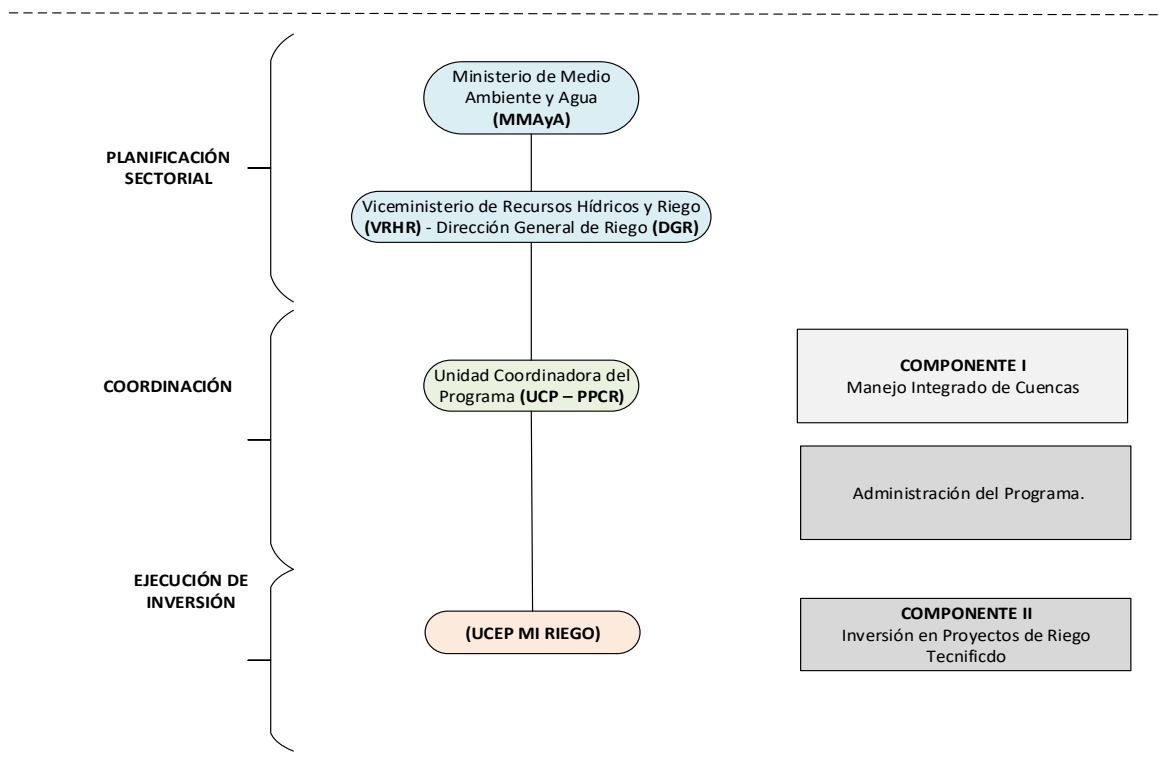 Ministerio de Medio
Ambiente y Agua
(MMAyA)
PLANIFICACIÓN
SECTORIAL
Viceministerio de Recursos Hídricos y Riego
(VRHR) - Dirección General de Riego (DGR)
COORDINACIÓN
Unidad Coordinadora del
Programa (UCP – PPCR)
COMPONENTE I
Manejo Integrado de Cuencas
Administración del Programa.
EJECUCIÓN DE
INVERSIÓN
(UCEP MI RIEGO)
COMPONENTE II
Inversión en Proyectos de Riego
Tecnificdo